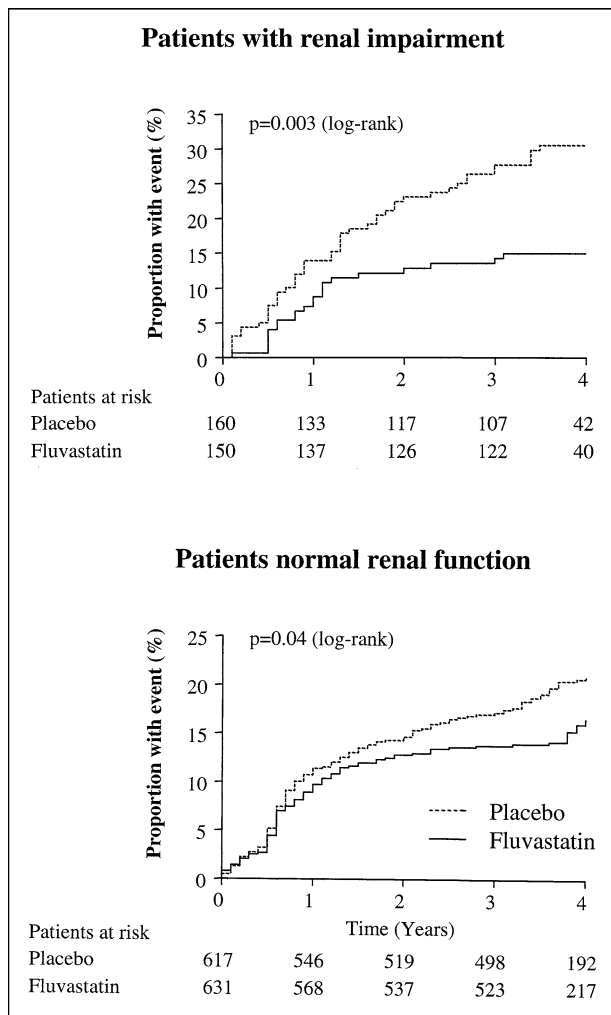 Patients with renal impairment
35
30
25
20
15
10
5
0
Proportion with event (%)
p=0.003 (log-rank)
0 1 2 3 4
Patients at risk
Placebo 160 133 117 107 42
Fluvastatin 150 137 126 122 40
Patients normal renal function
25
20
15
10
5
0
Proportion with event (%)
p=0.04 (log-rank)
Placebo
Fluvastatin
0 1 2 3 4
Time (Years)
Patients at risk
Placebo 617 546 519 498 192
Fluvastatin 631 568 537 523 217